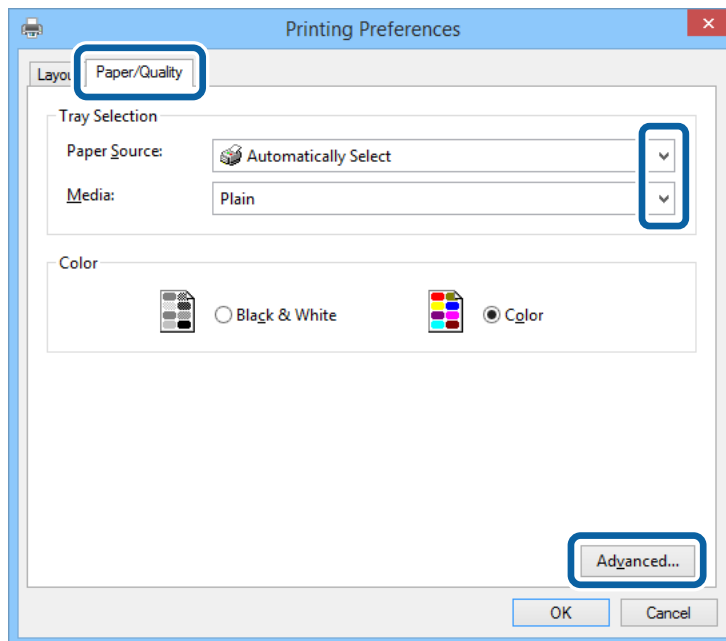 Printing Preferences
Layou Paper/Quality
Tray Selection
Paper Source: Automatically Select
Media: Plain
Color
Black & White Color
Advanced...
OK Cancel